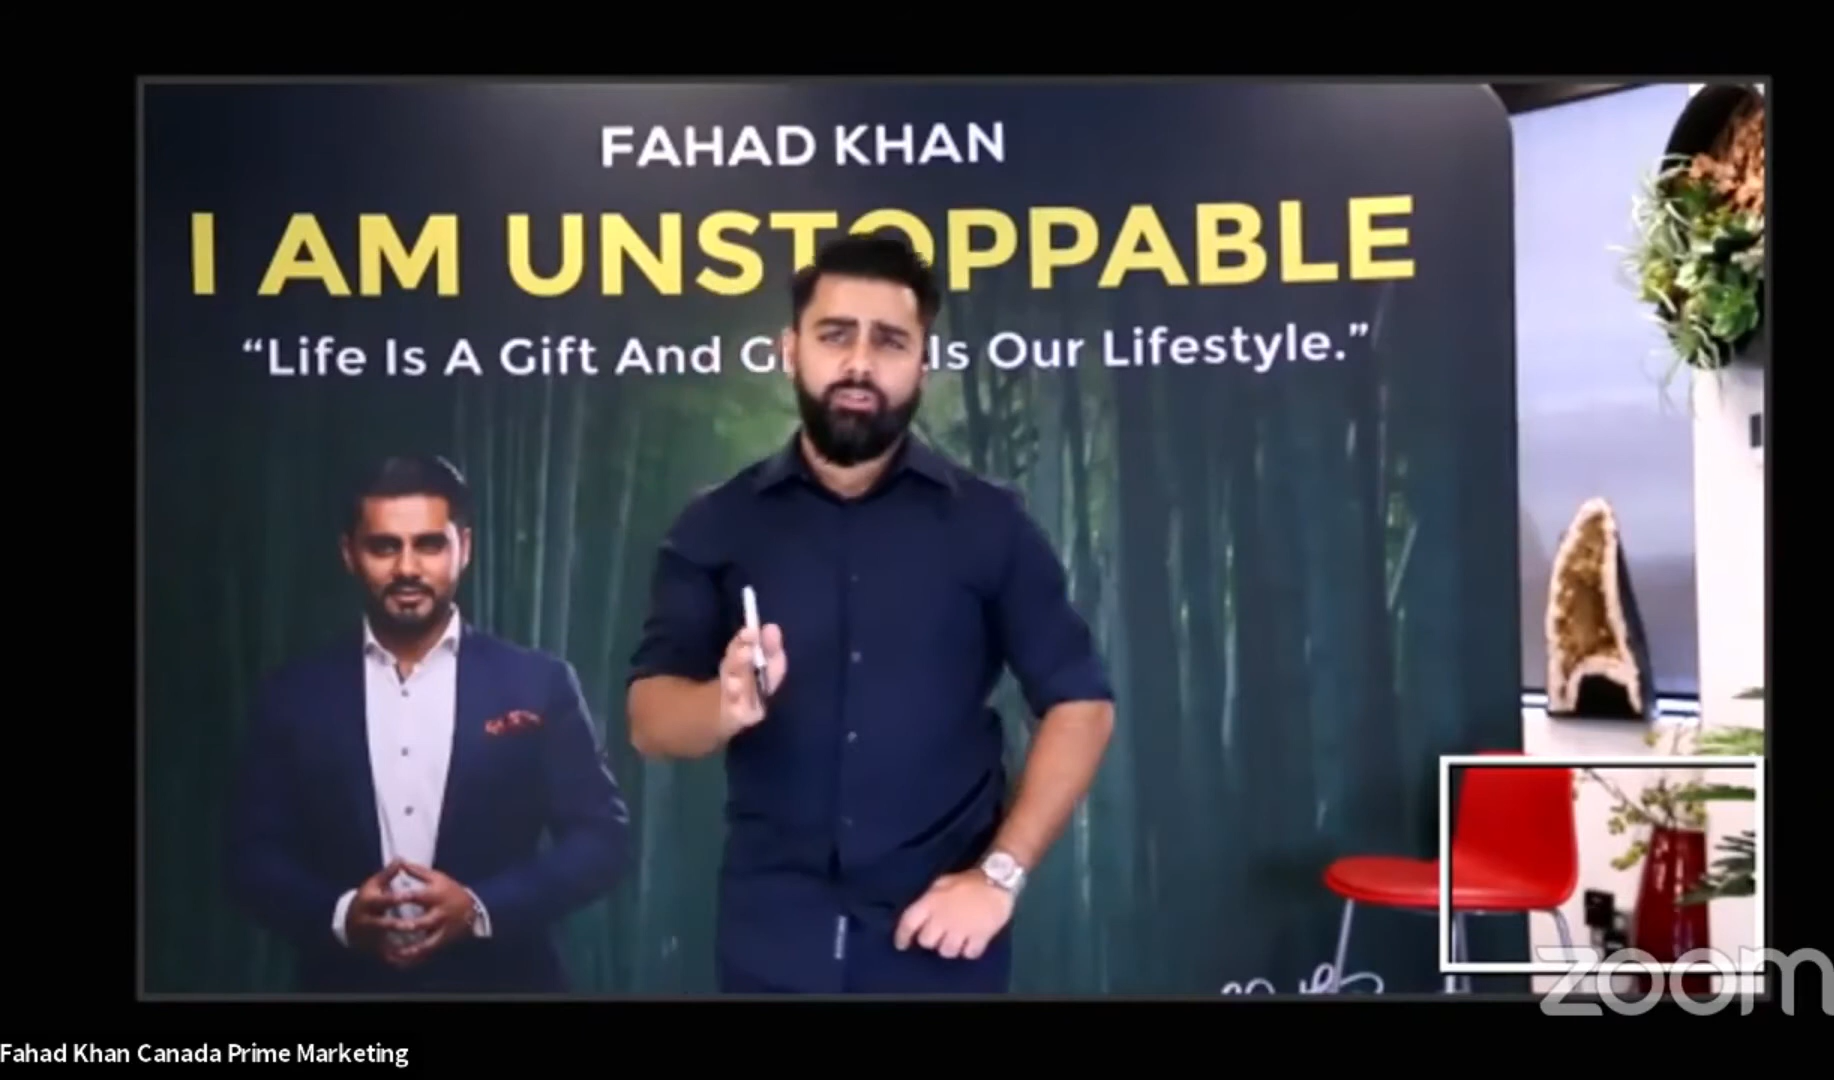 FAHAD KHAN
I AM UNSTOPPABLE
“Life Is A Gift And Is Our Lifestyle.”
zoom
Fahad Khan Canada Prime Marketing